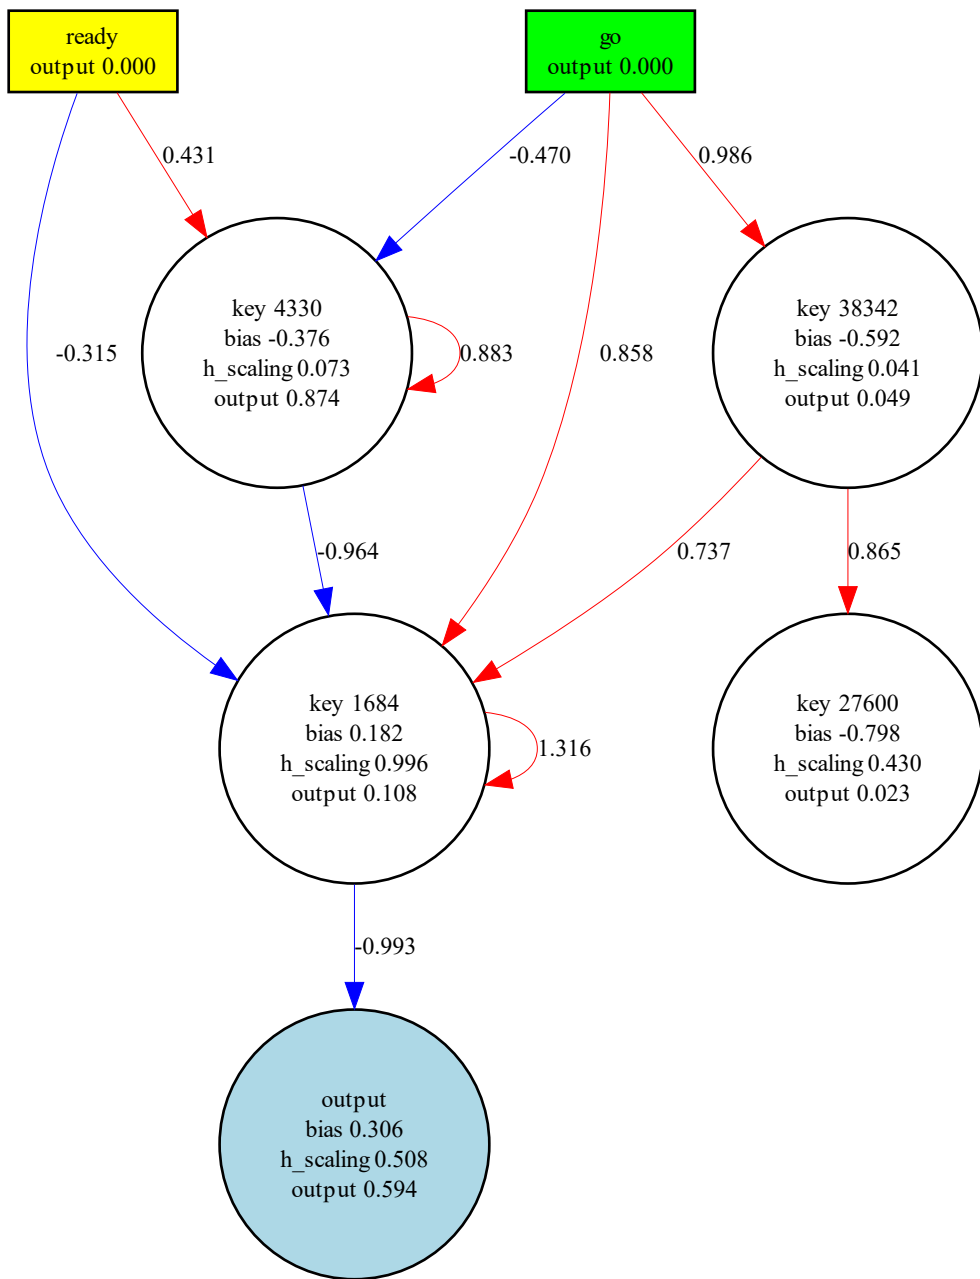 ready
output 0.000
go
output 0.000
0.431
-0.470
0.986
key 4330
bias -0.376
h_scaling 0.073
output 0.874
key 38342
bias -0.592
h_scaling 0.041
output 0.049
-0.315
0.883
0.858
-0.964
0.737
0.865
key 1684
bias 0.182
h_scaling 0.996
output 0.108
1.316
key 27600
bias -0.798
h_scaling 0.430
output 0.023
-0.993
output
bias 0.306
h_scaling 0.508
output 0.594